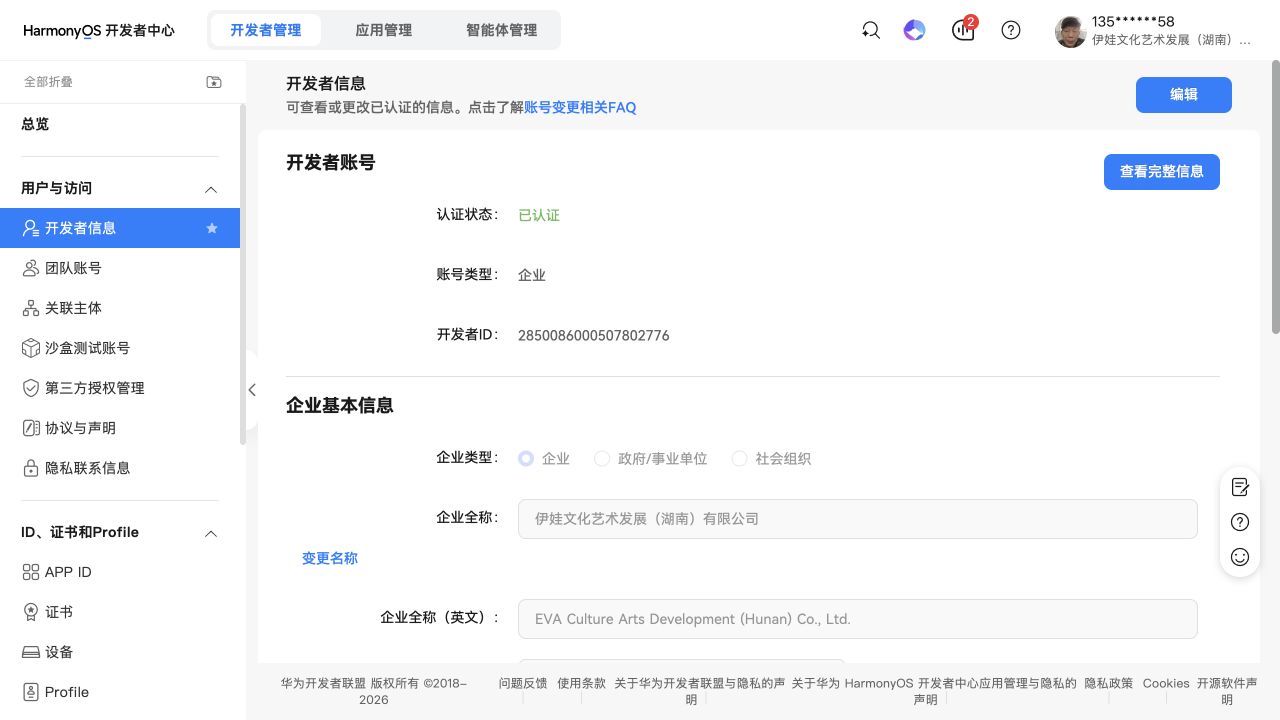 HarmonyOS 开发者中心
开发者管理
应用管理
智能体管理
2
135******58
伊娃文化艺术发展（湖南）...
全部折叠
总览
用户与访问
开发者信息
团队账号
关联主体
沙盒测试账号
第三方授权管理
协议与声明
隐私联系信息
ID、证书和Profile
APP ID
证书
设备
Profile
开发者信息
可查看或更改已认证的信息。点击了解账号变更相关FAQ
编辑
开发者账号
查看完整信息
认证状态：
已认证
账号类型：
企业
开发者ID：
2850086000507802776
企业基本信息
企业类型：
企业
政府/事业单位
社会组织
企业全称：
伊娃文化艺术发展（湖南）有限公司
变更名称
企业全称（英文）：
EVA Culture Arts Development (Hunan) Co., Ltd.
华为开发者联盟 版权所有 ©2018–
2026
问题反馈
使用条款
关于华为开发者联盟与隐私的声
明
关于华为 HarmonyOS 开发者中心应用管理与隐私的
声明
隐私政策
Cookies
开源软件声
明